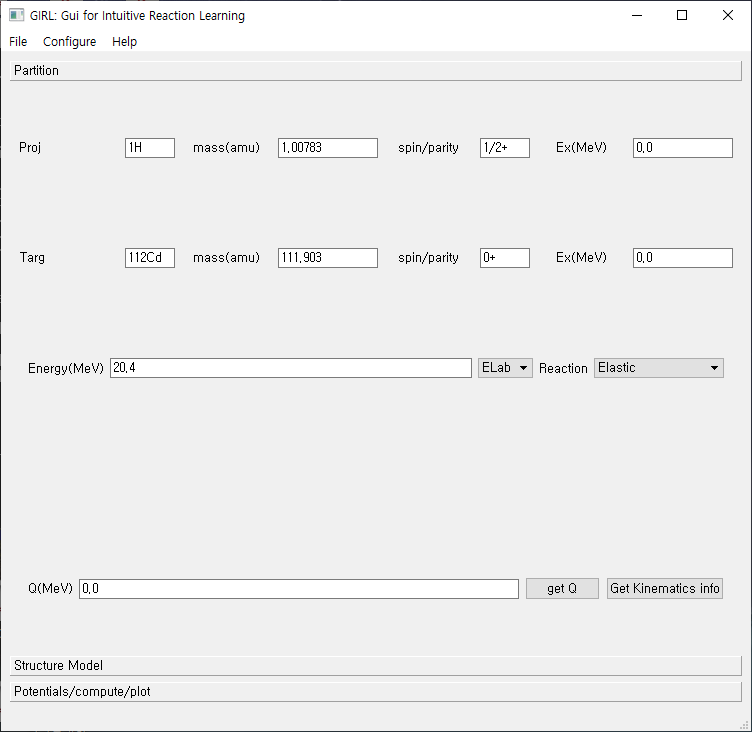 GIRL: Gui for Intuitive Reaction Learning
File Configure Help
Partition
Proj 1H mass(amu) 1.00783 spin/parity 1/2+ Ex(MeV) 0.0
Targ 112Cd mass(amu) 111.903 spin/parity 0+ Ex(MeV) 0.0
Energy(MeV) 20.4 ELab Reaction Elastic
Q(MeV) 0.0 get Q Get Kinematics info
Structure Model
Potentials/compute/plot